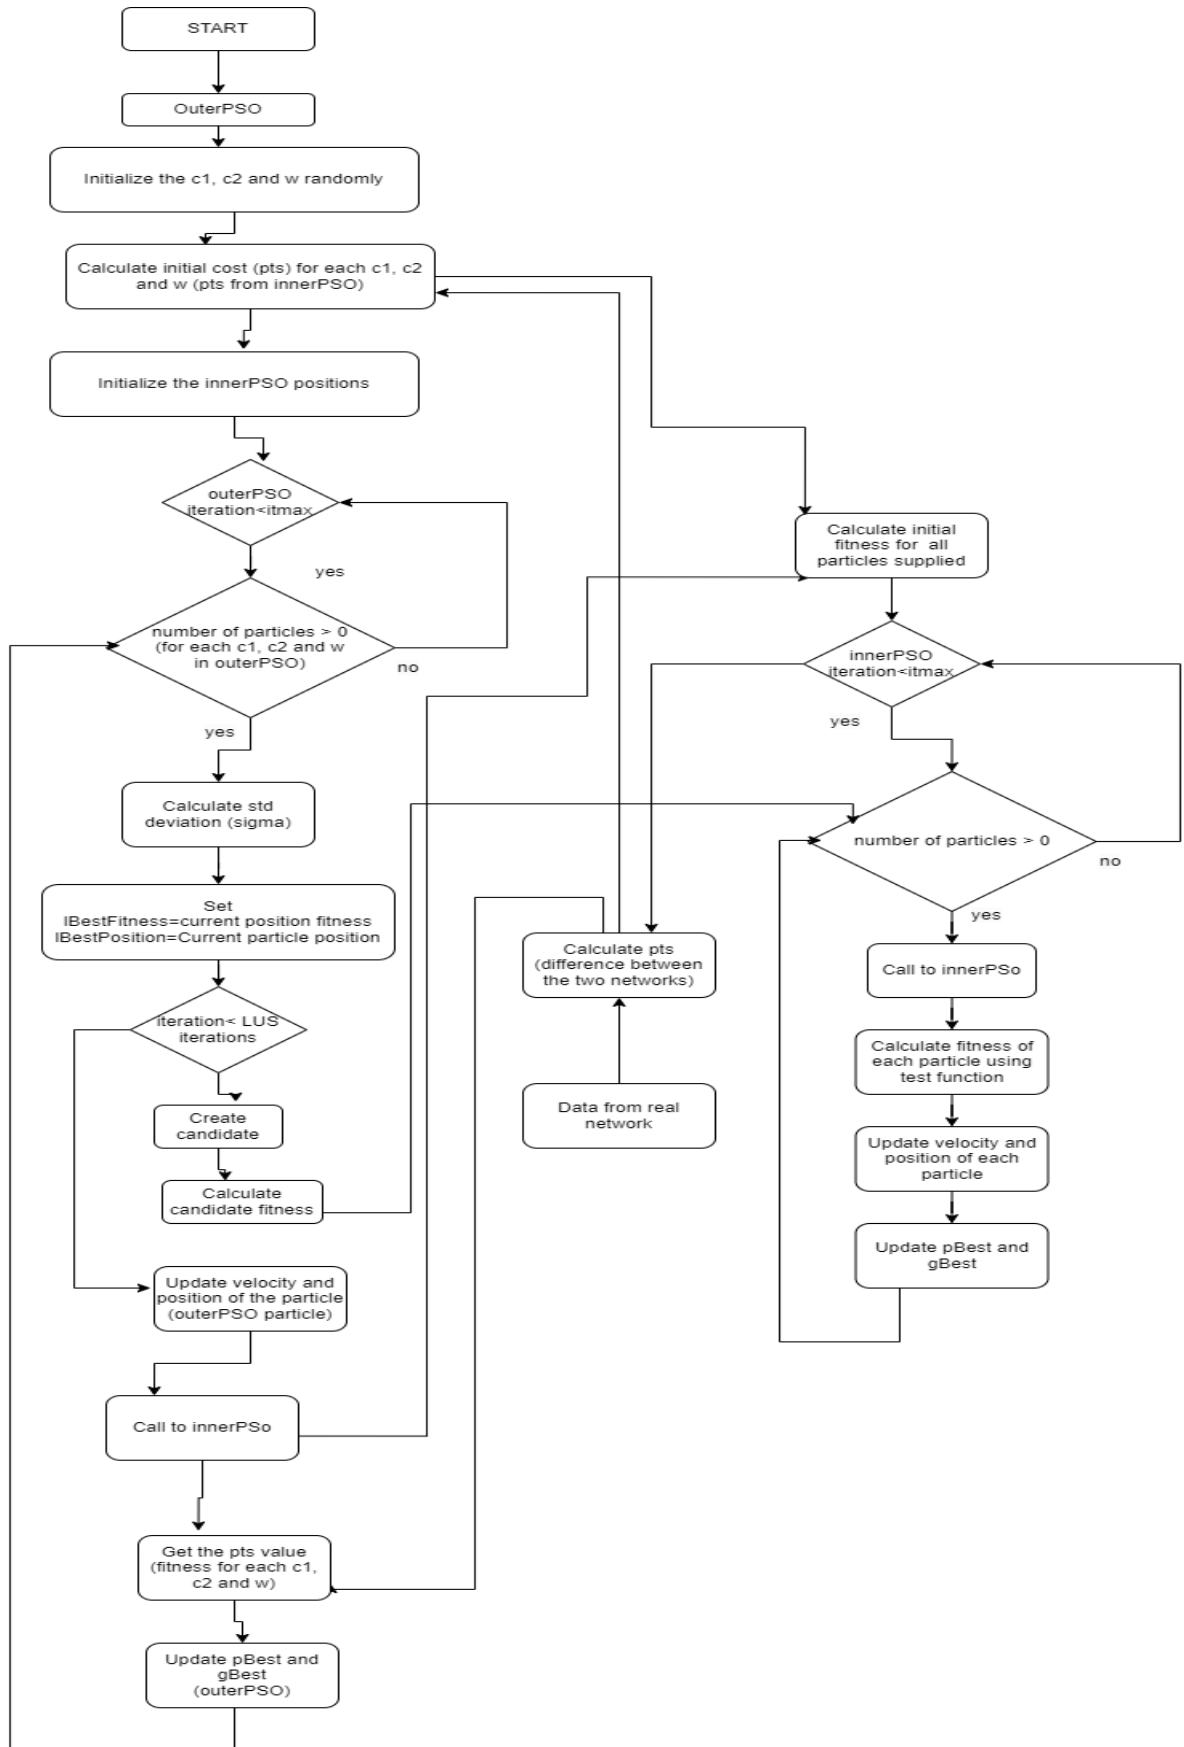 START
OuterPSO
Initialize the c1, c2 and w randomly
Calculate initial cost (pts) for each c1, c2
and w (pts from innerPSO)
Initialize the innerPSO positions
outerPSO
iteration<itmax
yes
number of particles > 0
(for each c1, c2 and w
in outerPSO)
no
yes
Calculate std
deviation (sigma)
Set
lBestFitness=current position fitness
lBestPosition=Current particle position
iteration< LUS
iterations
Create
candidate
Calculate
candidate fitness
Update velocity and
position of the particle
(outerPSO particle)
Call to innerPSo
Get the pts value
(fitness for each c1,
c2 and w)
Update pBest and
gBest
(outerPSO)
Calculate pts
(difference between
the two networks)
Data from real
network
Calculate initial
fitness for all
particles supplied
innerPSO
iteration<itmax
yes
number of particles > 0
no
yes
Call to innerPSo
Calculate fitness of
each particle using
test function
Update velocity and
position of each
particle
Update pBest and
gBest